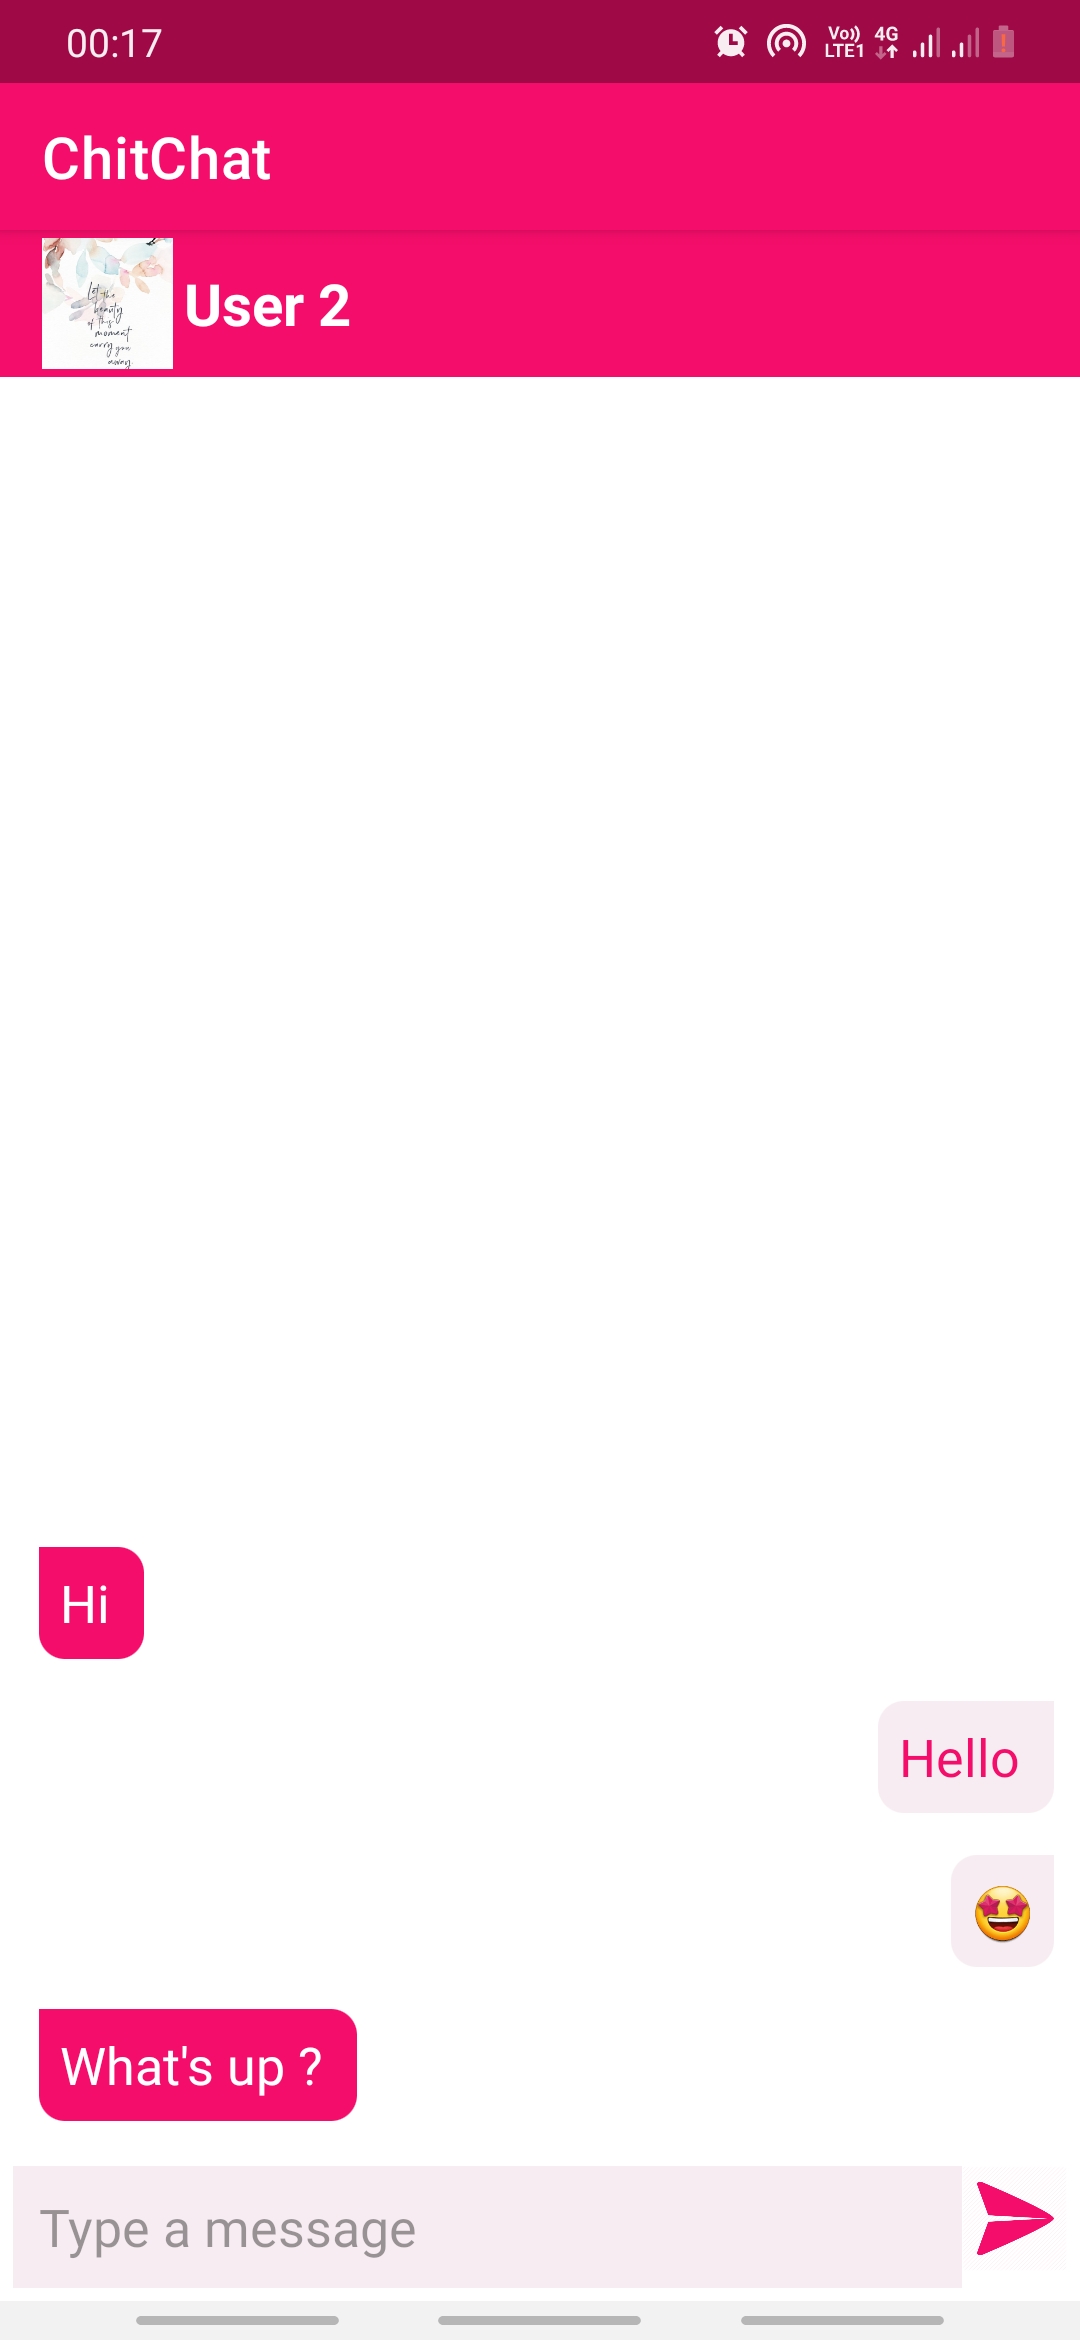 00:17
Vo)) 4G
LTE1
ChitChat
Let the
beauty
of this
moment
carry you
away.
User 2
Hi
Hello
What's up ?
Type a message